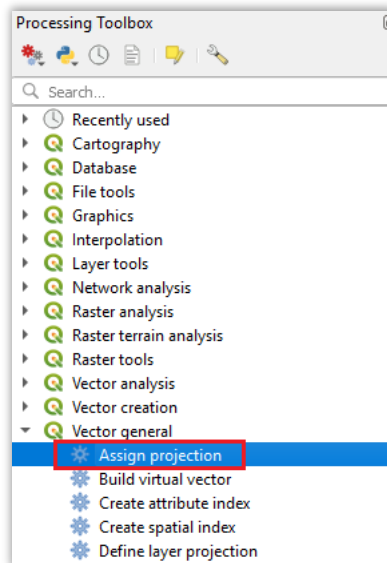 Processing Toolbox
Search...
Recently used
Cartography
Database
File tools
Graphics
Interpolation
Layer tools
Network analysis
Raster analysis
Raster terrain analysis
Raster tools
Vector analysis
Vector creation
Vector general
Assign projection
Build virtual vector
Create attribute index
Create spatial index
Define layer projection